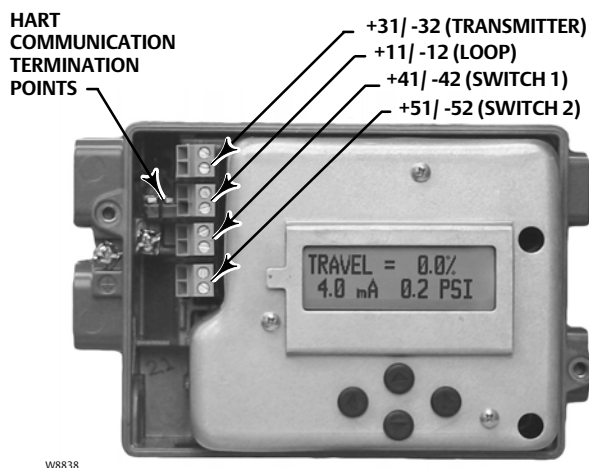 HART
COMMUNICATION
TERMINATION
POINTS
+31/ -32 (TRANSMITTER)
+11/ -12 (LOOP)
+41/ -42 (SWITCH 1)
+51/ -52 (SWITCH 2)
TRAVEL = 0.0%
4.0 mA 0.2 PSI
22
W8838